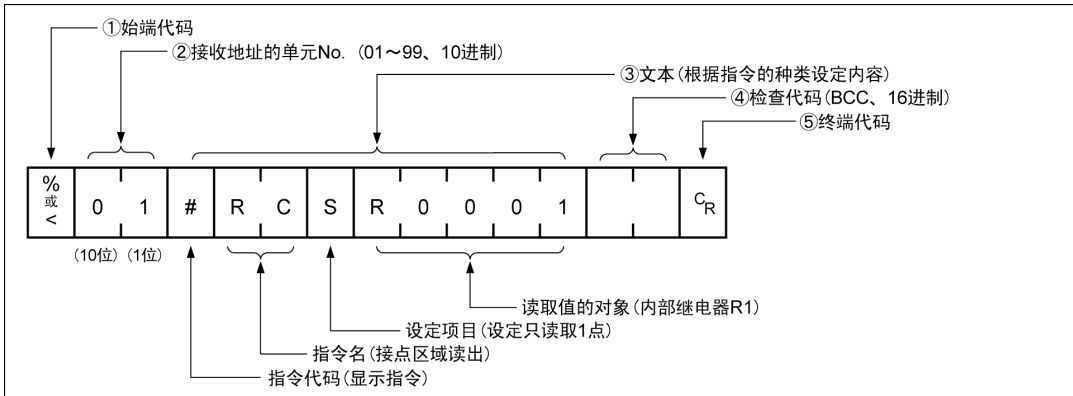 ①始端代码
②接收地址的单元No. (01～99、10进制)
③文本(根据指令的种类设定内容)
④检查代码(BCC、16进制)
⑤终端代码
%
或
<
0 1 # R C S R 0 0 0 1 CR
(10位) (1位)
读取值的对象(内部继电器R1)
设定项目(设定只读取1点)
指令名(接点区域读出)
指令代码(显示指令)